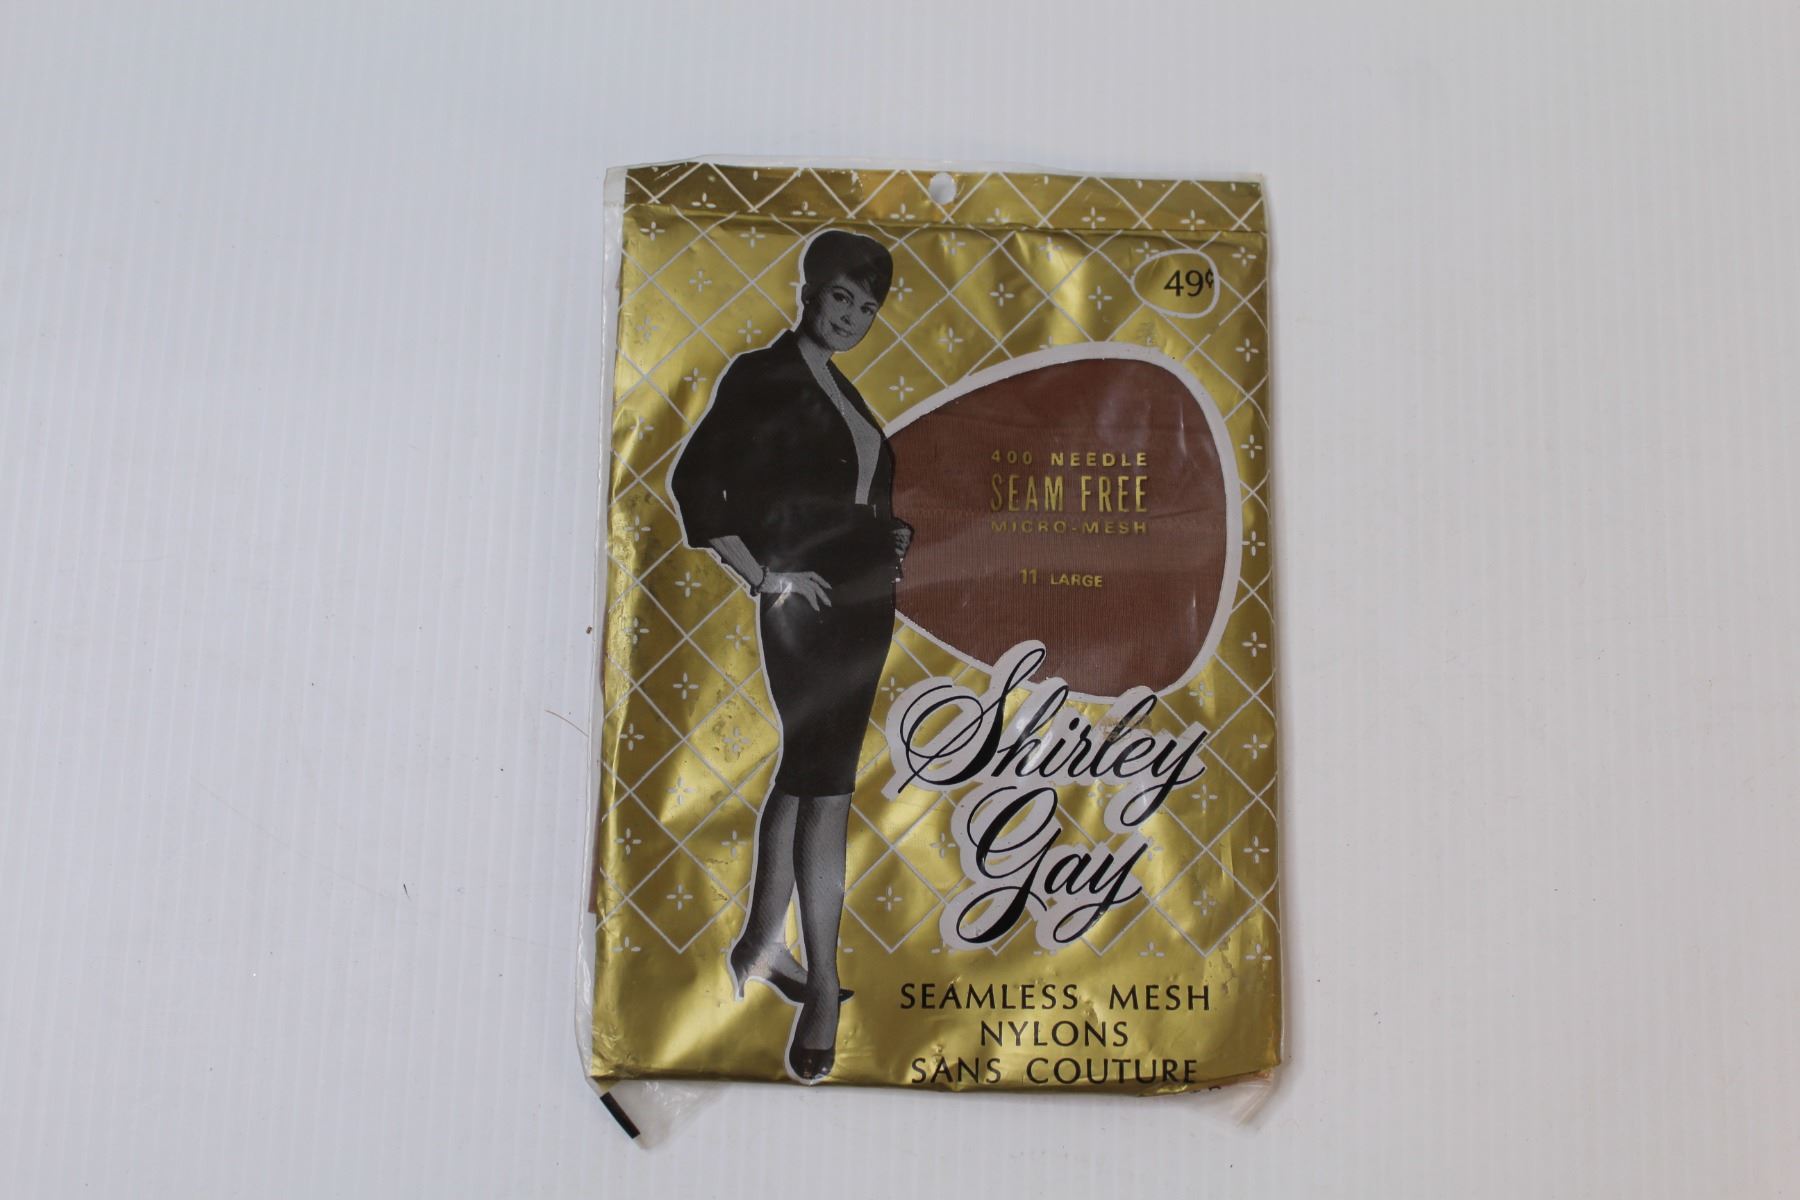 49¢
400 NEEDLE
SEAM FREE
MICRO-MESH
11 LARGE
Shirley
Gay
SEAMLESS MESH
NYLONS
SANS COUTURE